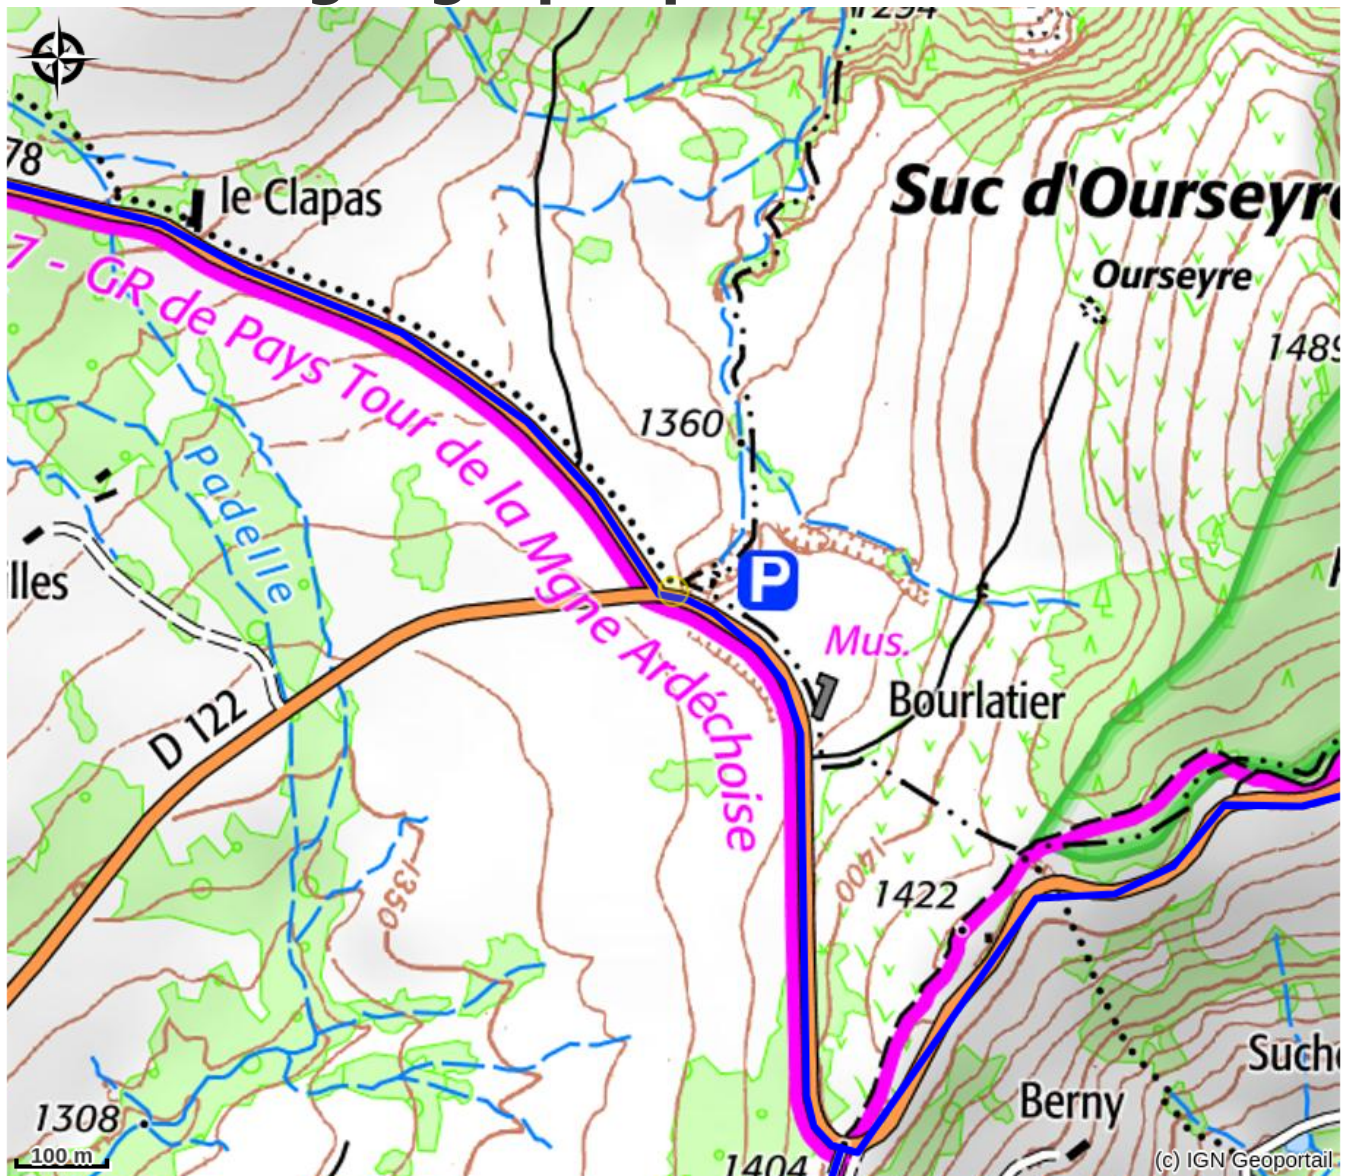 1294
78
le Clapas
Suc d'Ourseyre
Ourseyre
1489
7 - GR de Pays Tour de la Mgne Ardéchoise
1360
Padelle
P
illes
Mus.
Bourlatier
D 122
1350
1400
1422
1308
Suche
Berny
100 m
1404
(c) IGN Geoportail